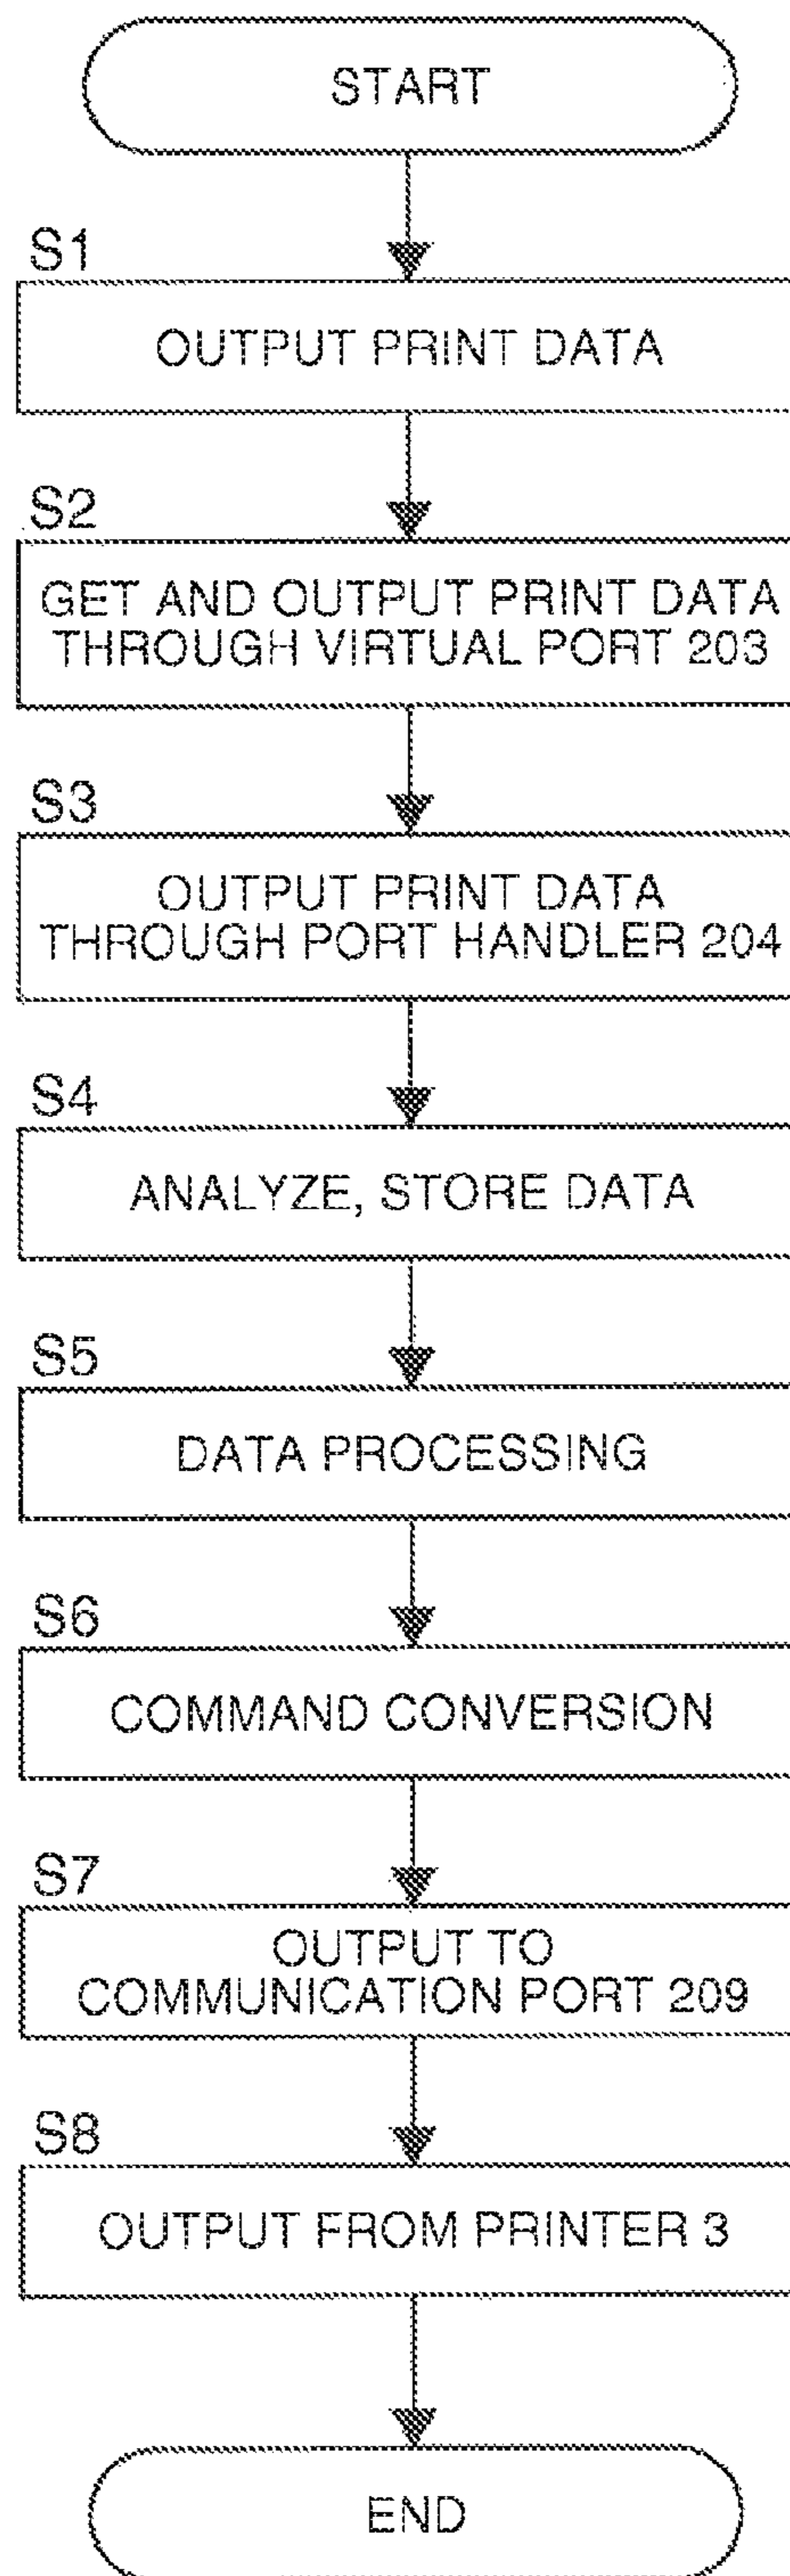 START
S1
OUTPUT PRINT DATA
S2
GET AND OUTPUT PRINT DATA
THROUGH VIRTUAL PORT 203
S3
OUTPUT PRINT DATA
THROUGH PORT HANDLER 204
S4
ANALYZE, STORE DATA
S5
DATA PROCESSING
S6
COMMAND CONVERSION
S7
OUTPUT TO
COMMUNICATION PORT 209
S8
OUTPUT FROM PRINTER 3
END